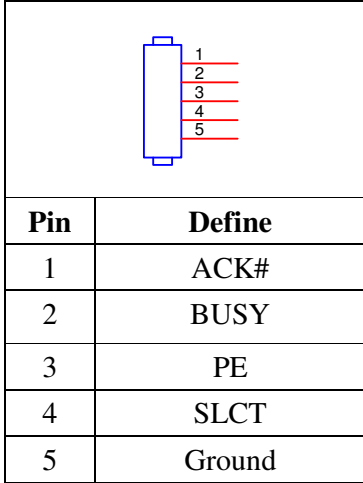 1
2
3
4
5
Pin Define
1 ACK#
2 BUSY
3 PE
4 SLCT
5 Ground